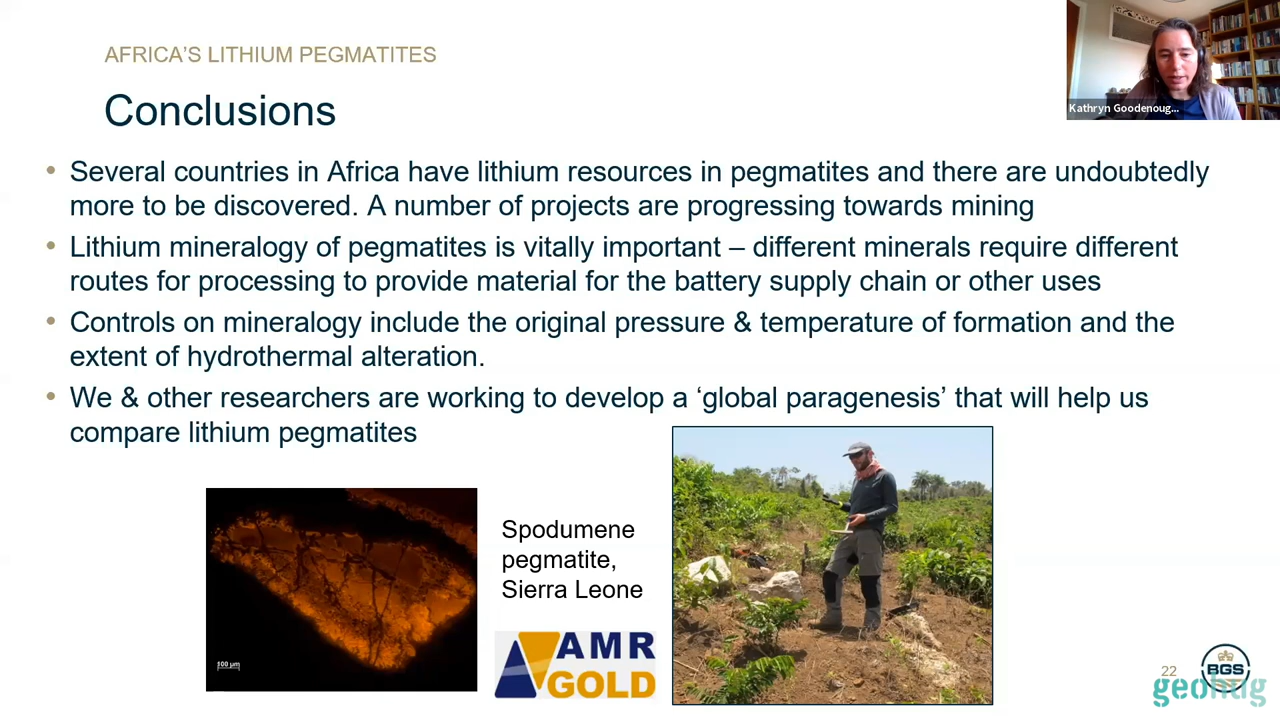 AFRICA'S LITHIUM PEGMATITES
Conclusions
Kathryn Goodenoug...
• Several countries in Africa have lithium resources in pegmatites and there are undoubtedly
more to be discovered. A number of projects are progressing towards mining
• Lithium mineralogy of pegmatites is vitally important – different minerals require different
routes for processing to provide material for the battery supply chain or other uses
• Controls on mineralogy include the original pressure & temperature of formation and the
extent of hydrothermal alteration.
• We & other researchers are working to develop a ‘global paragenesis’ that will help us
compare lithium pegmatites
100 µm
Spodumene
pegmatite,
Sierra Leone
AMR
GOLD
22
BGS
geohug